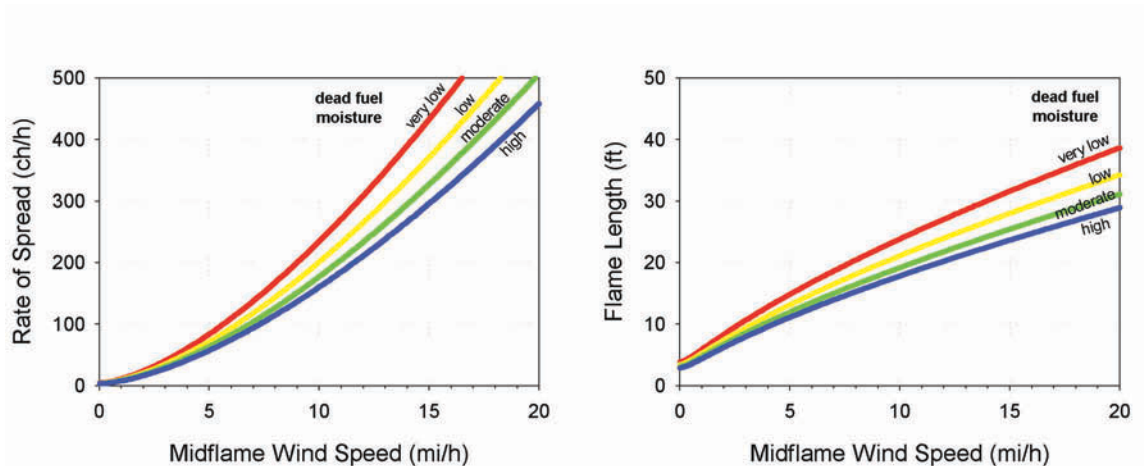 500
400
300
200
100
0
Rate of Spread (ch/h)
dead fuel
moisture
very low
low
moderate
high
0 5 10 15 20
Midflame Wind Speed (mi/h)
50
40
30
20
10
0
Flame Length (ft)
dead fuel
moisture
very low
low
moderate
high
0 5 10 15 20
Midflame Wind Speed (mi/h)